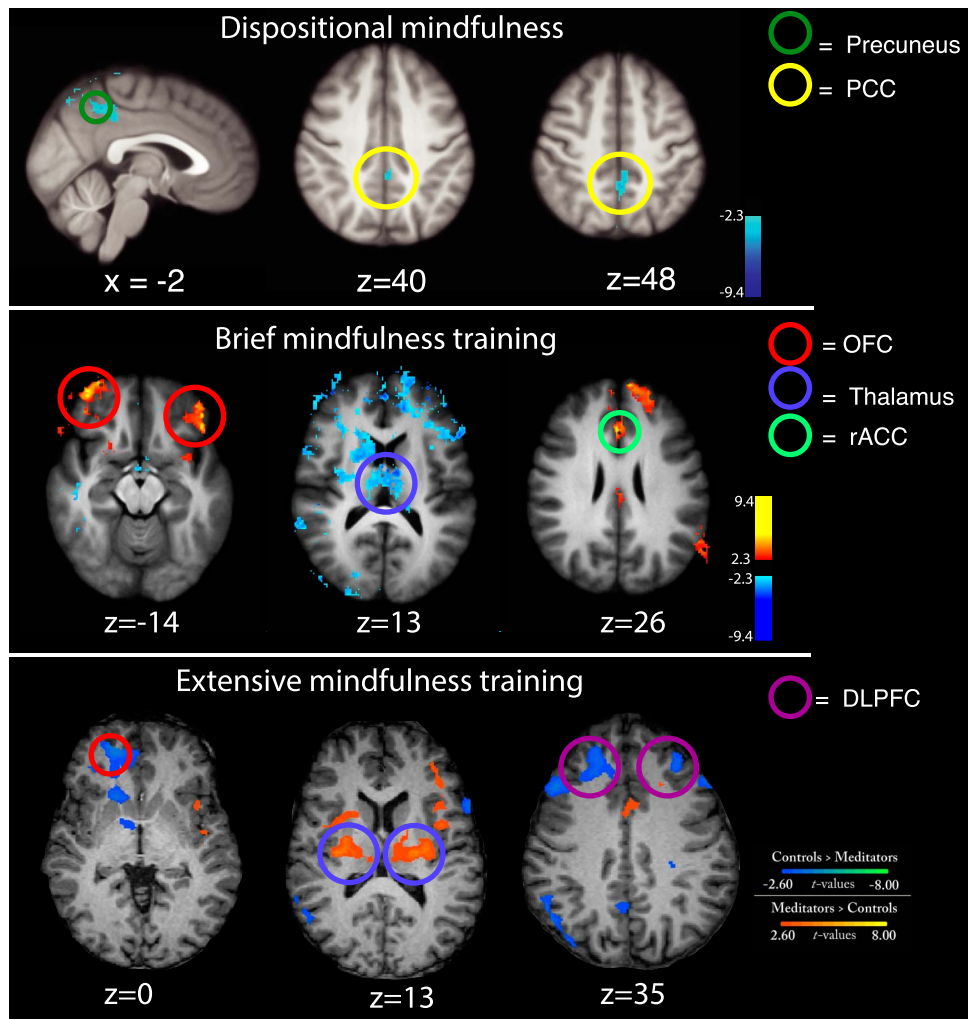 Dispositional mindfulness
= Precuneus
= PCC
-2.3
-9.4
x = -2
z=40
z=48
Brief mindfulness training
= OFC
= Thalamus
= rACC
9.4
2.3
-2.3
-9.4
z=-14
z=13
z=26
Extensive mindfulness training
= DLPFC
Controls > Meditators
-2.60 t-values -8.00
Meditators > Controls
2.60 t-values 8.00
z=0
z=13
z=35